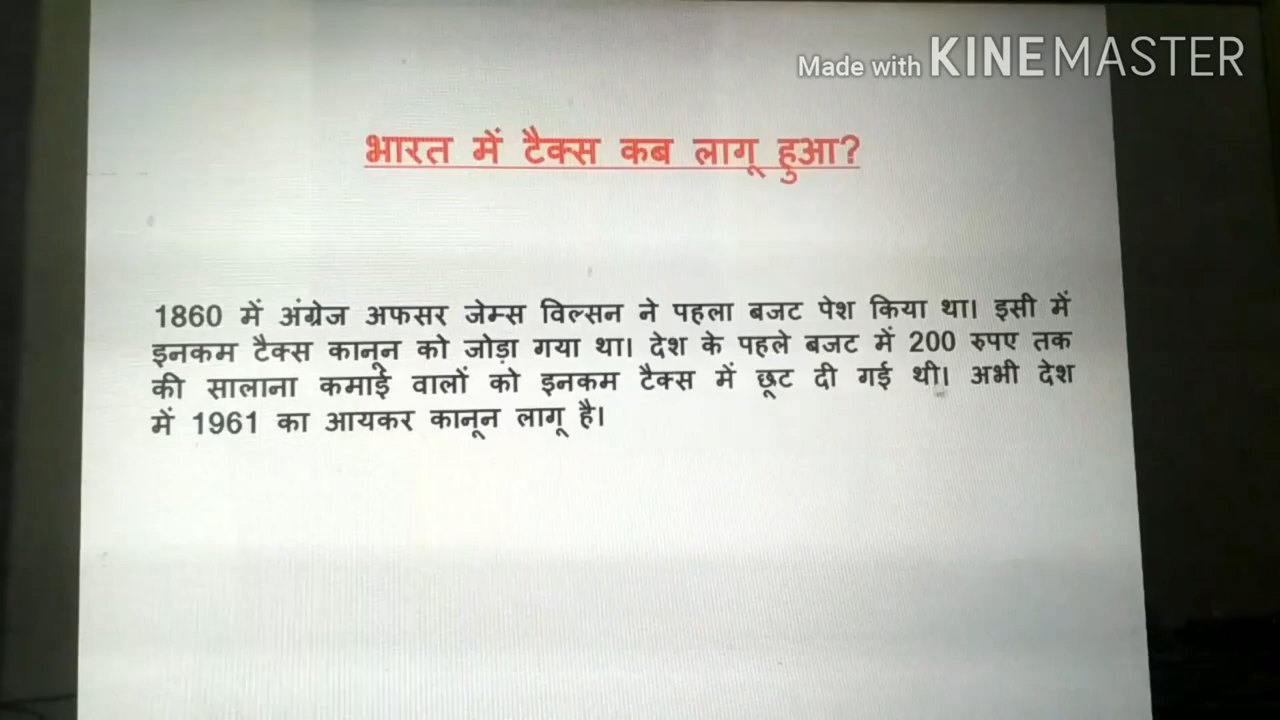 Made with KINEMASTER
भारत में टैक्स कब लागू हुआ?
1860 में अंग्रेज अफसर जेम्स विल्सन ने पहला बजट पेश किया था। इसी में
इनकम टैक्स कानून को जोड़ा गया था। देश के पहले बजट में 200 रुपए तक
की सालाना कमाई वालों को इनकम टैक्स में छूट दी गई थी। अभी देश
में 1961 का आयकर कानून लागू है।